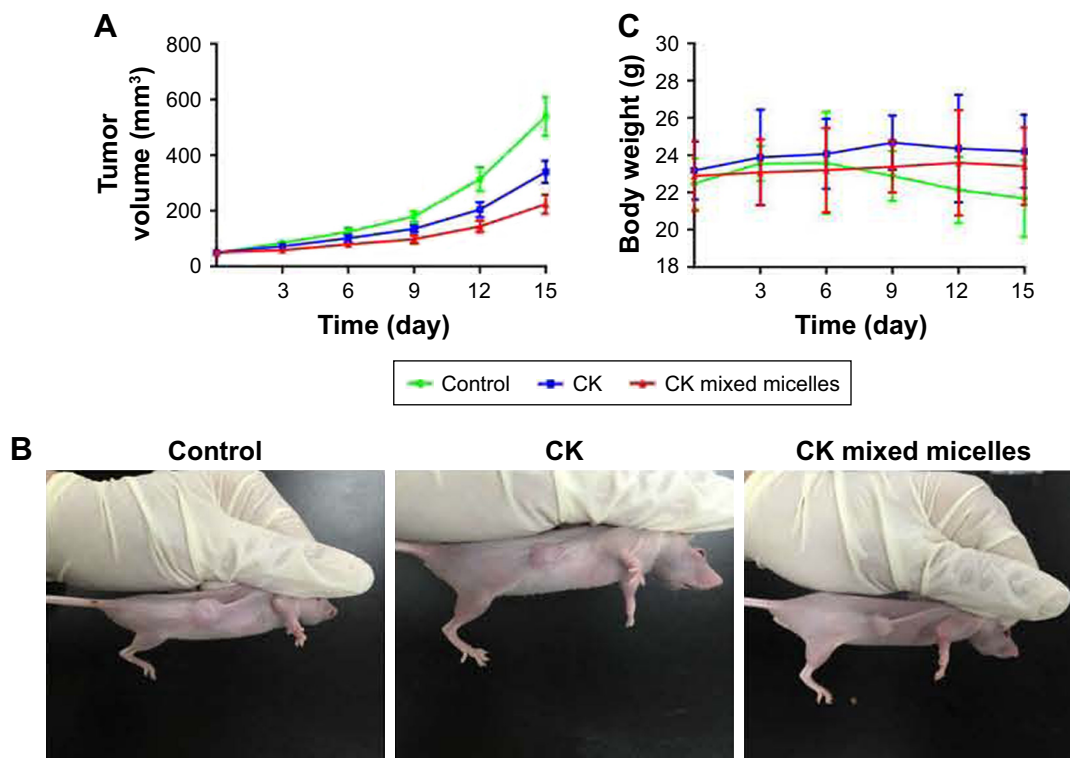 A
Tumor
volume (mm³)
800
600
400
200
0
3 6 9 12 15
Time (day)
C
Body weight (g)
30
28
26
24
22
20
18
3 6 9 12 15
Time (day)
Control CK CK mixed micelles
B
Control CK CK mixed micelles